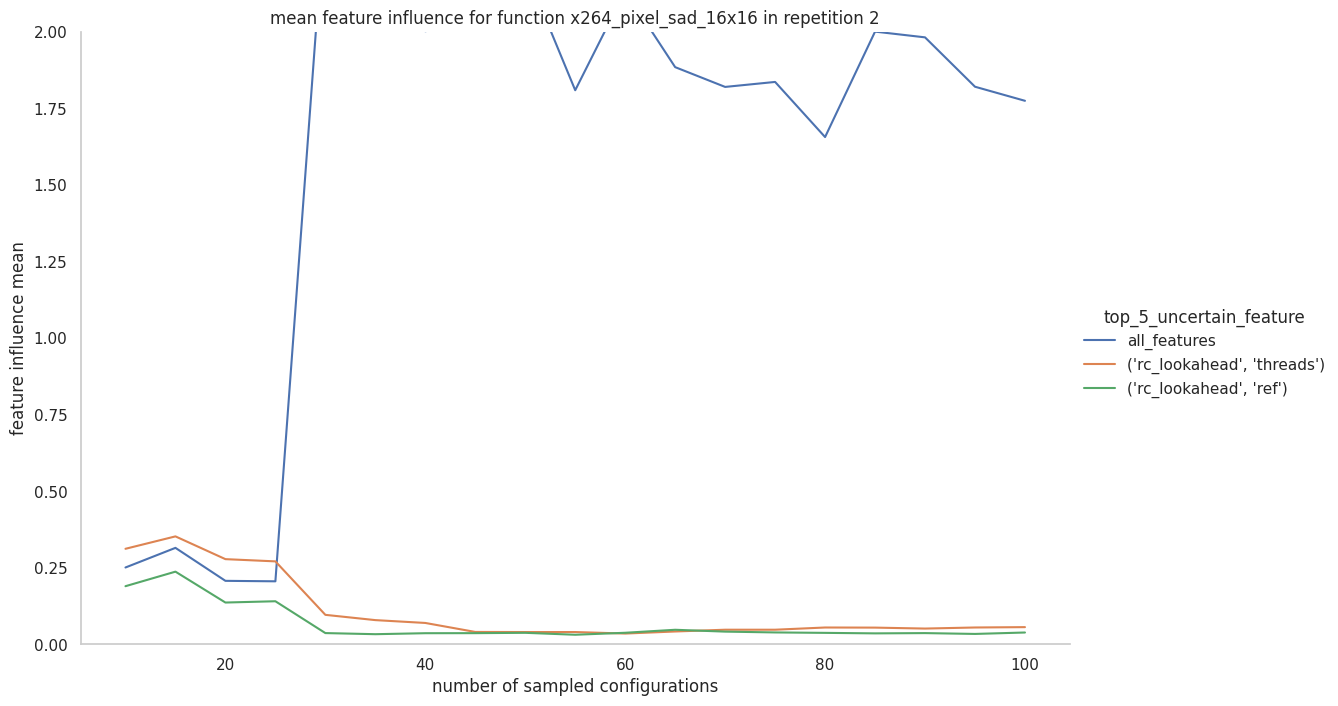 mean feature influence for function x264_pixel_sad_16x16 in repetition 2
2.00
1.75
1.50
1.25
1.00
0.75
0.50
0.25
0.00
feature influence mean
20
40
60
80
100
number of sampled configurations
top_5_uncertain_feature
all_features
('rc_lookahead', 'threads')
('rc_lookahead', 'ref')